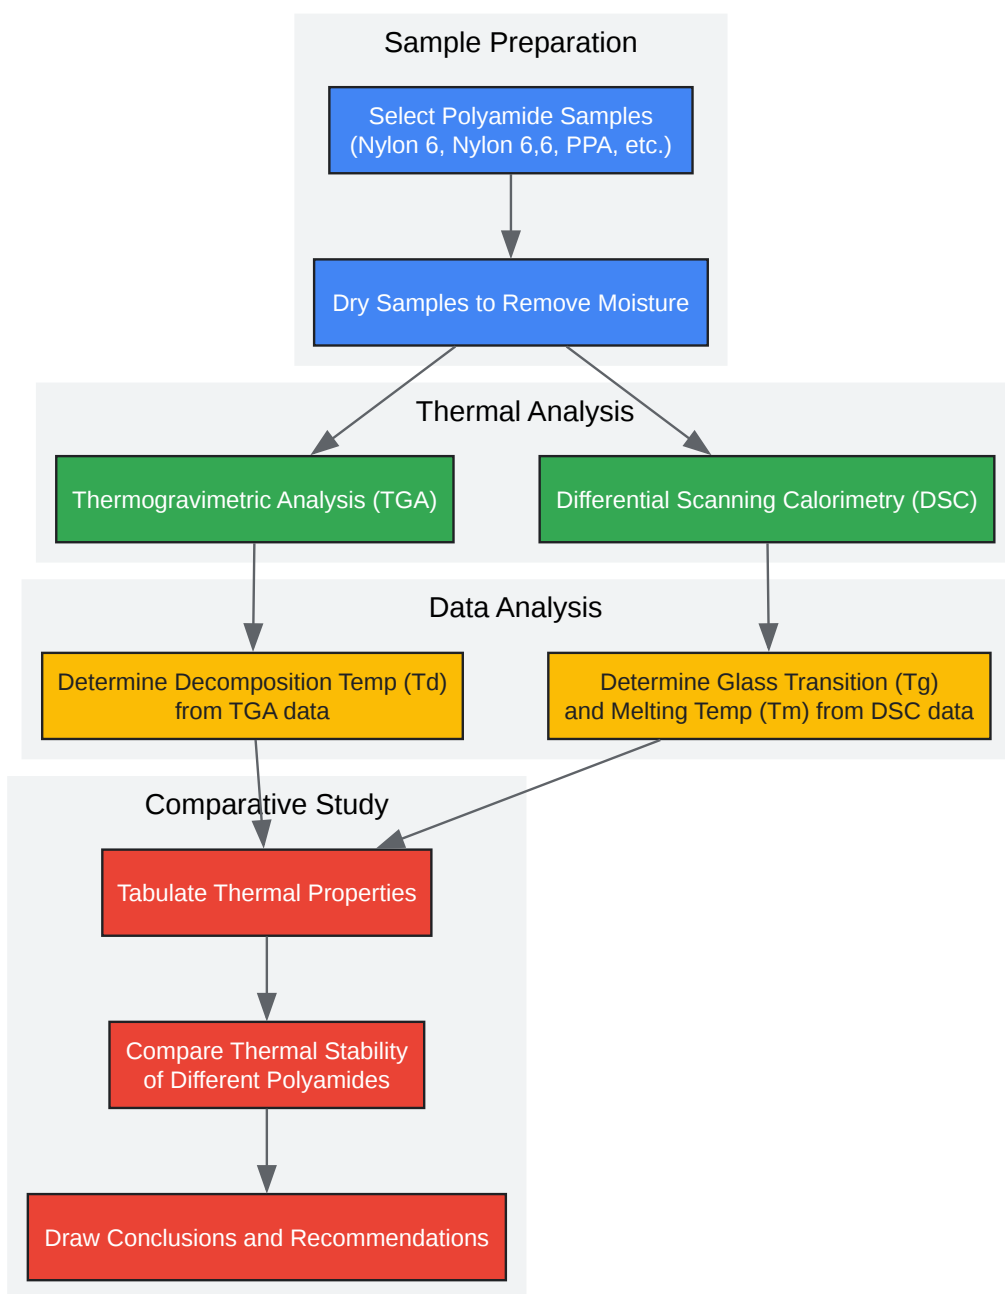 Sample Preparation
Select Polyamide Samples
(Nylon 6, Nylon 6,6, PPA, etc.)
Dry Samples to Remove Moisture
Thermal Analysis
Thermogravimetric Analysis (TGA)
Differential Scanning Calorimetry (DSC)
Data Analysis
Determine Decomposition Temp (Td)
from TGA data
Determine Glass Transition (Tg)
and Melting Temp (Tm) from DSC data
Comparative Study
Tabulate Thermal Properties
Compare Thermal Stability
of Different Polyamides
Draw Conclusions and Recommendations